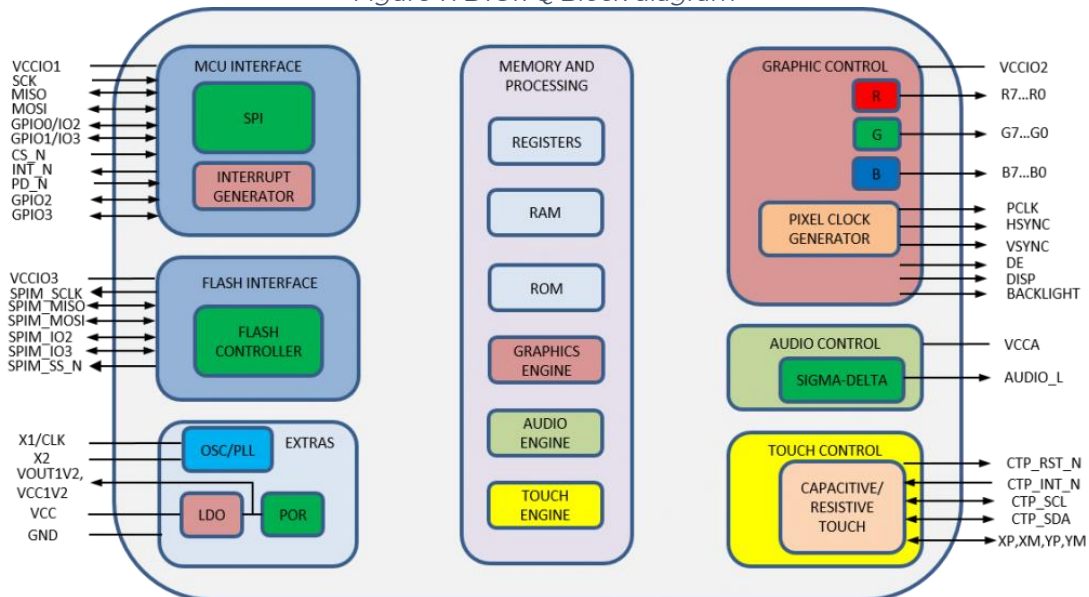 VCCIO1
SCK
MISO
MOSI
GPIO0/IO2
GPIO1/IO3
CS_N
INT_N
PD_N
GPIO2
GPIO3
MCU INTERFACE
SPI
INTERRUPT
GENERATOR
VCCIO3
SPIM_SCLK
SPIM_MISO
SPIM_MOSI
SPIM_IO2
SPIM_IO3
SPIM_SS_N
FLASH INTERFACE
FLASH
CONTROLLER
X1/CLK
X2
VOUT1V2,
VCC1V2
VCC
GND
OSC/PLL
EXTRAS
LDO
POR
MEMORY AND
PROCESSING
REGISTERS
RAM
ROM
GRAPHICS
ENGINE
AUDIO
ENGINE
TOUCH
ENGINE
GRAPHIC CONTROL
R
G
B
PIXEL CLOCK
GENERATOR
VCCIO2
R7...R0
G7...G0
B7...B0
PCLK
HSYNC
VSYNC
DE
DISP
BACKLIGHT
AUDIO CONTROL
SIGMA-DELTA
VCCA
AUDIO_L
TOUCH CONTROL
CAPACITIVE/
RESISTIVE
TOUCH
CTP_RST_N
CTP_INT_N
CTP_SCL
CTP_SDA
XP,XM,YP,YM